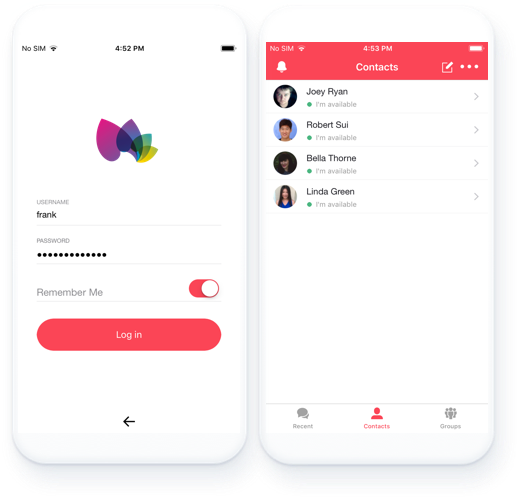 No SIM 4:52 PM
USERNAME
frank
PASSWORD
Remember Me
Log in
No SIM 4:53 PM
Contacts
Joey Ryan
I'm available
Robert Sui
I'm available
Bella Thorne
I'm available
Linda Green
I'm available
Recent Contacts Groups